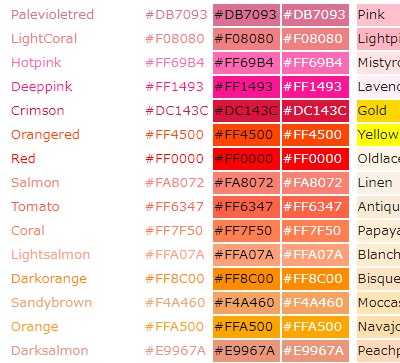 Palevioletred #DB7093 #DB7093 #DB7093 Pink
LightCoral #F08080 #F08080 #F08080 Lightpi
Hotpink #FF69B4 #FF69B4 #FF69B4 Mistyro
Deeppink #FF1493 #FF1493 #FF1493 Lavend
Crimson #DC143C #DC143C #DC143C Gold
Orangered #FF4500 #FF4500 #FF4500 Yellow
Red #FF0000 #FF0000 #FF0000 Oldlace
Salmon #FA8072 #FA8072 #FA8072 Linen
Tomato #FF6347 #FF6347 #FF6347 Antiqu
Coral #FF7F50 #FF7F50 #FF7F50 Papaya
Lightsalmon #FFA07A #FFA07A #FFA07A Blanch
Darkorange #FF8C00 #FF8C00 #FF8C00 Bisque
Sandybrown #F4A460 #F4A460 #F4A460 Moccas
Orange #FFA500 #FFA500 #FFA500 Navajo
Darksalmon #E9967A #E9967A #E9967A Peachp